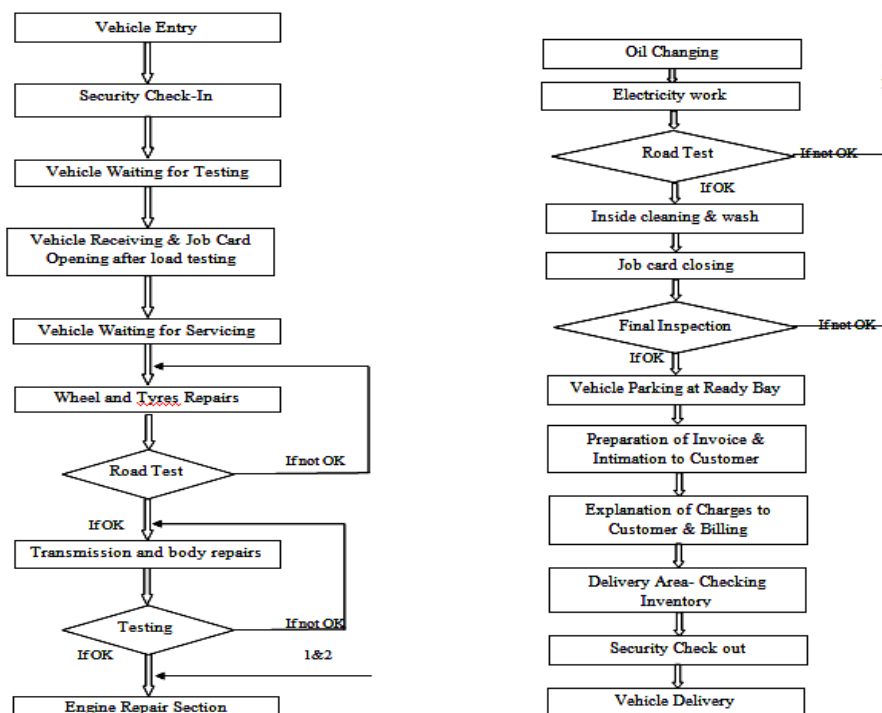 Vehicle Entry
Security Check-In
Vehicle Waiting for Testing
Vehicle Receiving & Job Card
Opening after load testing
Vehicle Waiting for Servicing
Wheel and Tyres Repairs
Road Test
If not OK
If OK
Transmission and body repairs
Testing
If not OK
If OK
1&2
Engine Repair Section
Oil Changing
Electricity work
Road Test
If not OK
If OK
Inside cleaning & wash
Job card closing
Final Inspection
If not OK
If OK
Vehicle Parking at Ready Bay
Preparation of Invoice &
Intimation to Customer
Explanation of Charges to
Customer & Billing
Delivery Area- Checking
Inventory
Security Check out
Vehicle Delivery